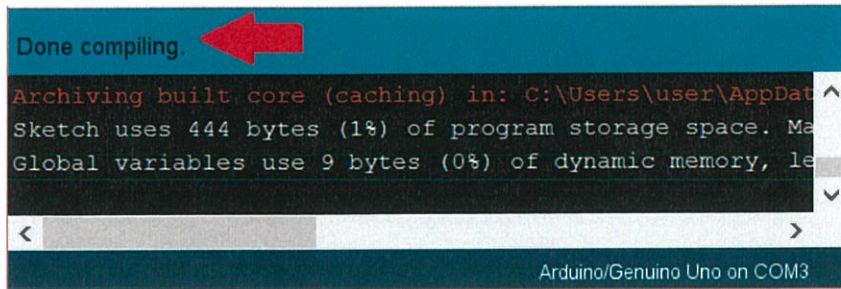 Done compiling.
Archiving built core (caching) in: C:\Users\user\AppDat
Sketch uses 444 bytes (1%) of program storage space. Ma
Global variables use 9 bytes (0%) of dynamic memory, le
Arduino/Genuino Uno on COM3